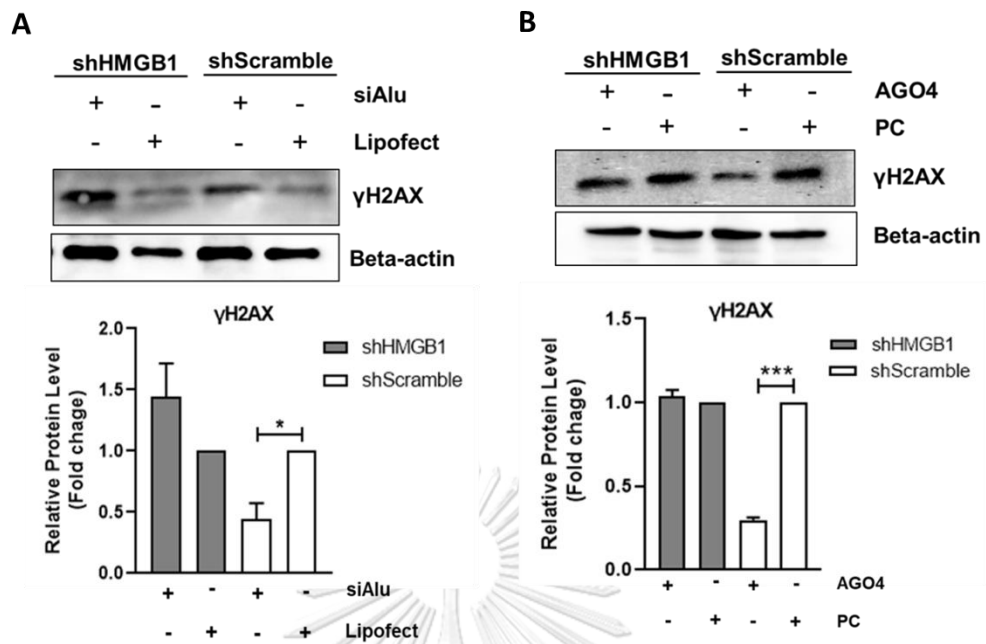 A
shHMGB1 shScramble
+ - + - siAlu
- + - + Lipofect
γH2AX
Beta-actin
γH2AX
2.0
1.5
1.0
0.5
0.0
Relative Protein Level
(Fold chage)
shHMGB1
shScramble
*
+ - + - siAlu
- + - + Lipofect
B
shHMGB1 shScramble
+ - + - AGO4
- + - + PC
γH2AX
Beta-actin
γH2AX
1.5
1.0
0.5
0.0
Relative Protein Level
(Fold chage)
shHMGB1
shScramble
***
+ - + - AGO4
- + - + PC